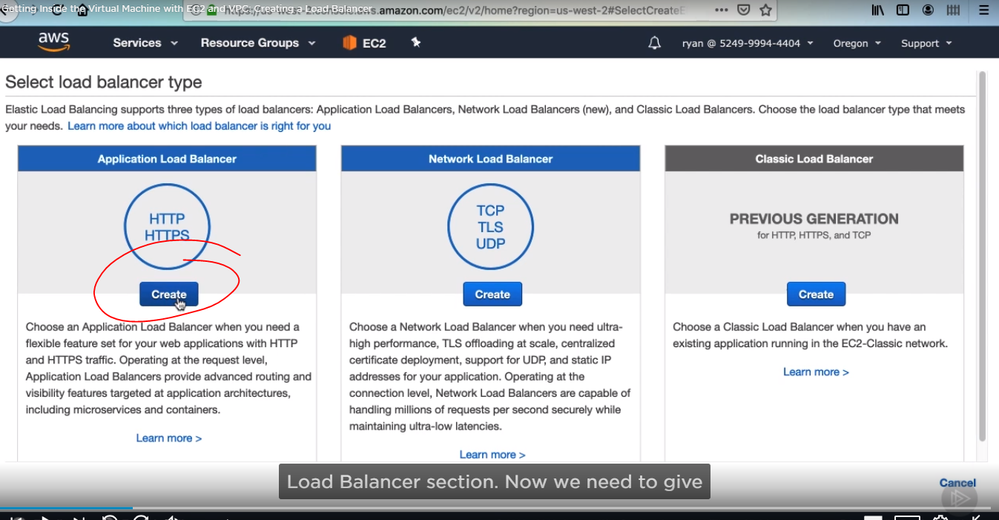 Getting Inside the Virtual Machine with EC2 and VPC: Creating a Load Balancer
.amazon.com/ec2/v2/home?region=us-west-2#SelectCreateE
aws
Services
Resource Groups
EC2
ryan @ 5249-9994-4404
Oregon
Support
Select load balancer type
Elastic Load Balancing supports three types of load balancers: Application Load Balancers, Network Load Balancers (new), and Classic Load Balancers. Choose the load balancer type that meets
your needs. Learn more about which load balancer is right for you
Application Load Balancer
HTTP
HTTPS
Create
Choose an Application Load Balancer when you need a
flexible feature set for your web applications with HTTP
and HTTPS traffic. Operating at the request level,
Application Load Balancers provide advanced routing and
visibility features targeted at application architectures,
including microservices and containers.
Learn more >
Network Load Balancer
TCP
TLS
UDP
Create
Choose a Network Load Balancer when you need ultra-
high performance, TLS offloading at scale, centralized
certificate deployment, support for UDP, and static IP
addresses for your application. Operating at the
connection level, Network Load Balancers are capable of
handling millions of requests per second securely while
maintaining ultra-low latencies.
Learn more >
Classic Load Balancer
PREVIOUS GENERATION
for HTTP, HTTPS, and TCP
Create
Choose a Classic Load Balancer when you have an
existing application running in the EC2-Classic network.
Learn more >
Load Balancer section. Now we need to give
Cancel